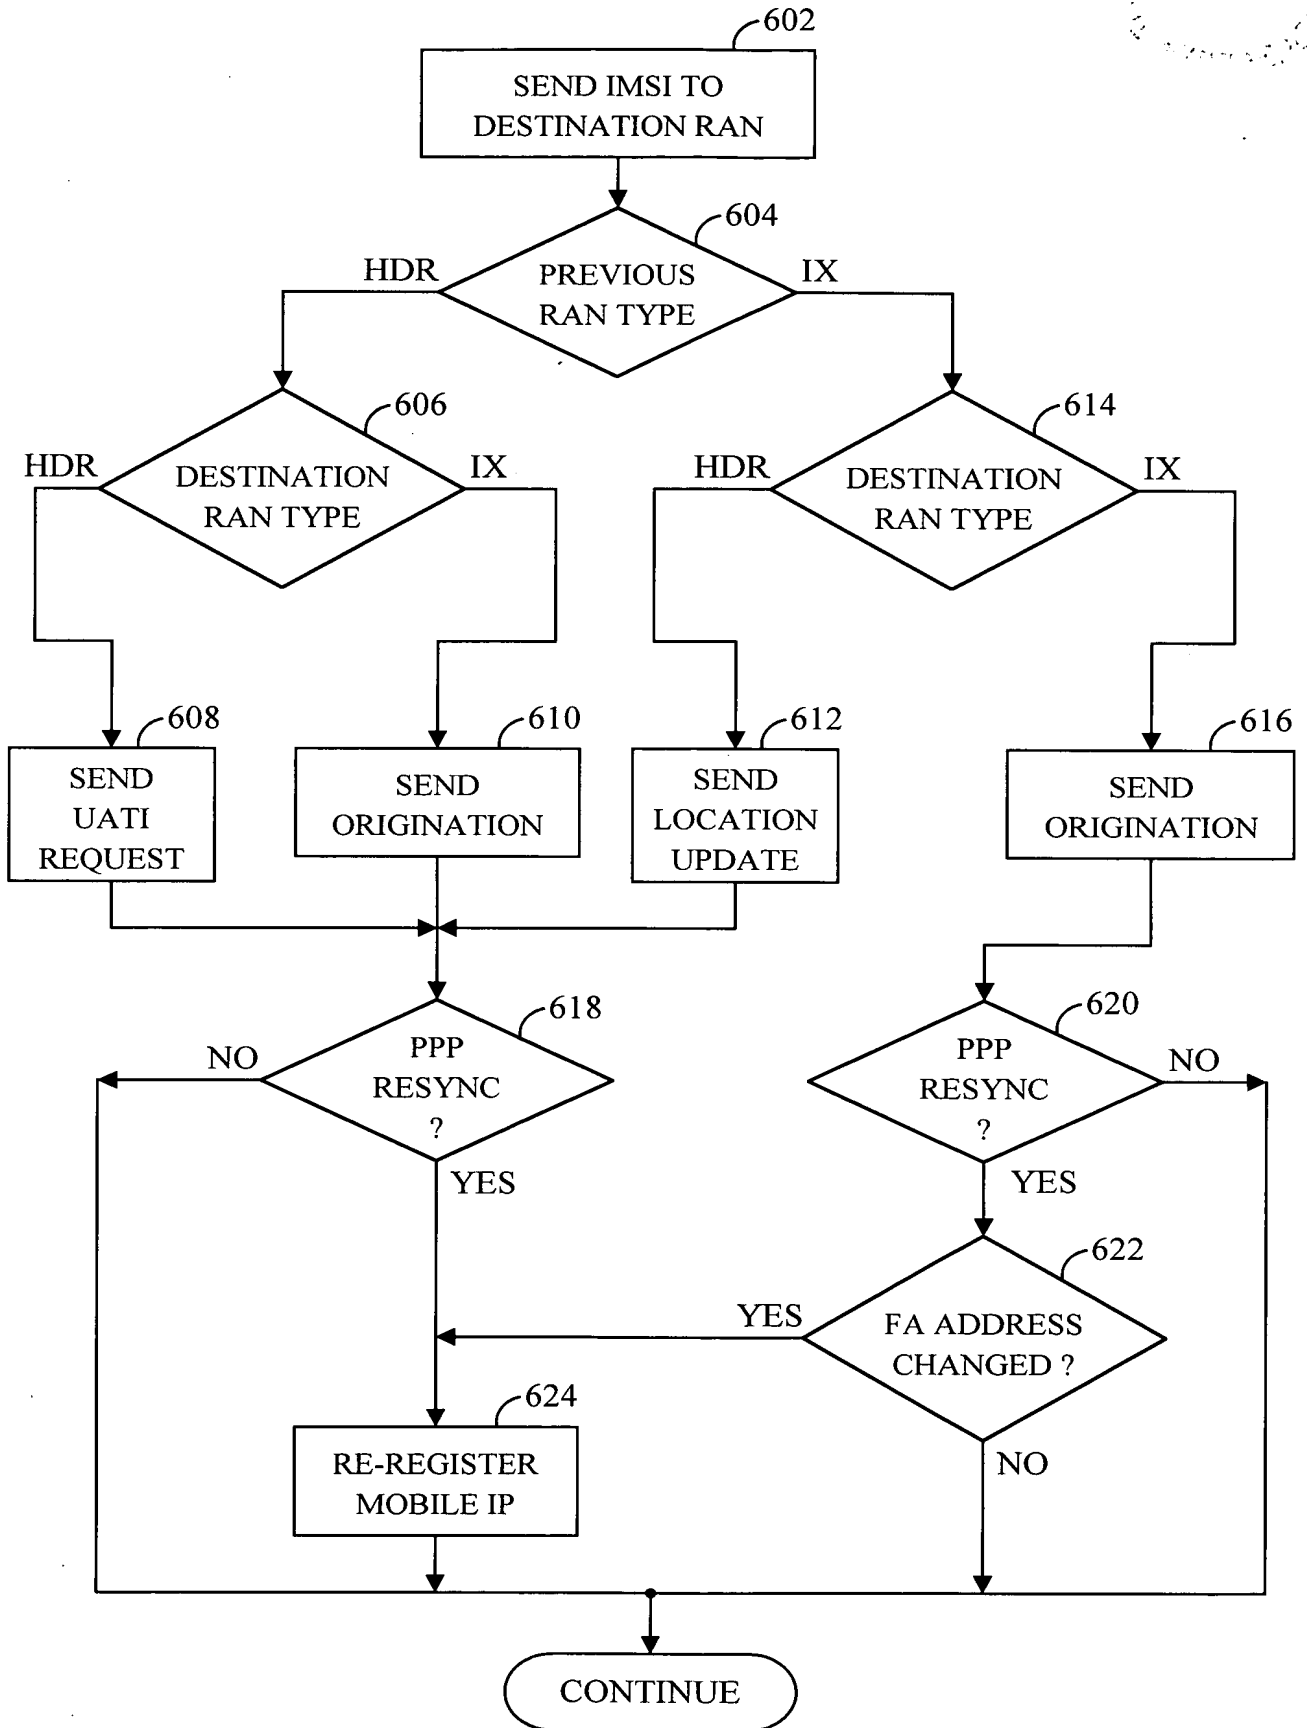 602
SEND IMSI TO
DESTINATION RAN
604
HDR
PREVIOUS
RAN TYPE
IX
606
HDR
DESTINATION
RAN TYPE
IX
614
HDR
DESTINATION
RAN TYPE
IX
608
SEND
UATI
REQUEST
610
SEND
ORIGINATION
612
SEND
LOCATION
UPDATE
616
SEND
ORIGINATION
618
NO
PPP
RESYNC
?
YES
620
PPP
RESYNC
?
NO
YES
622
YES
FA ADDRESS
CHANGED ?
NO
624
RE-REGISTER
MOBILE IP
CONTINUE